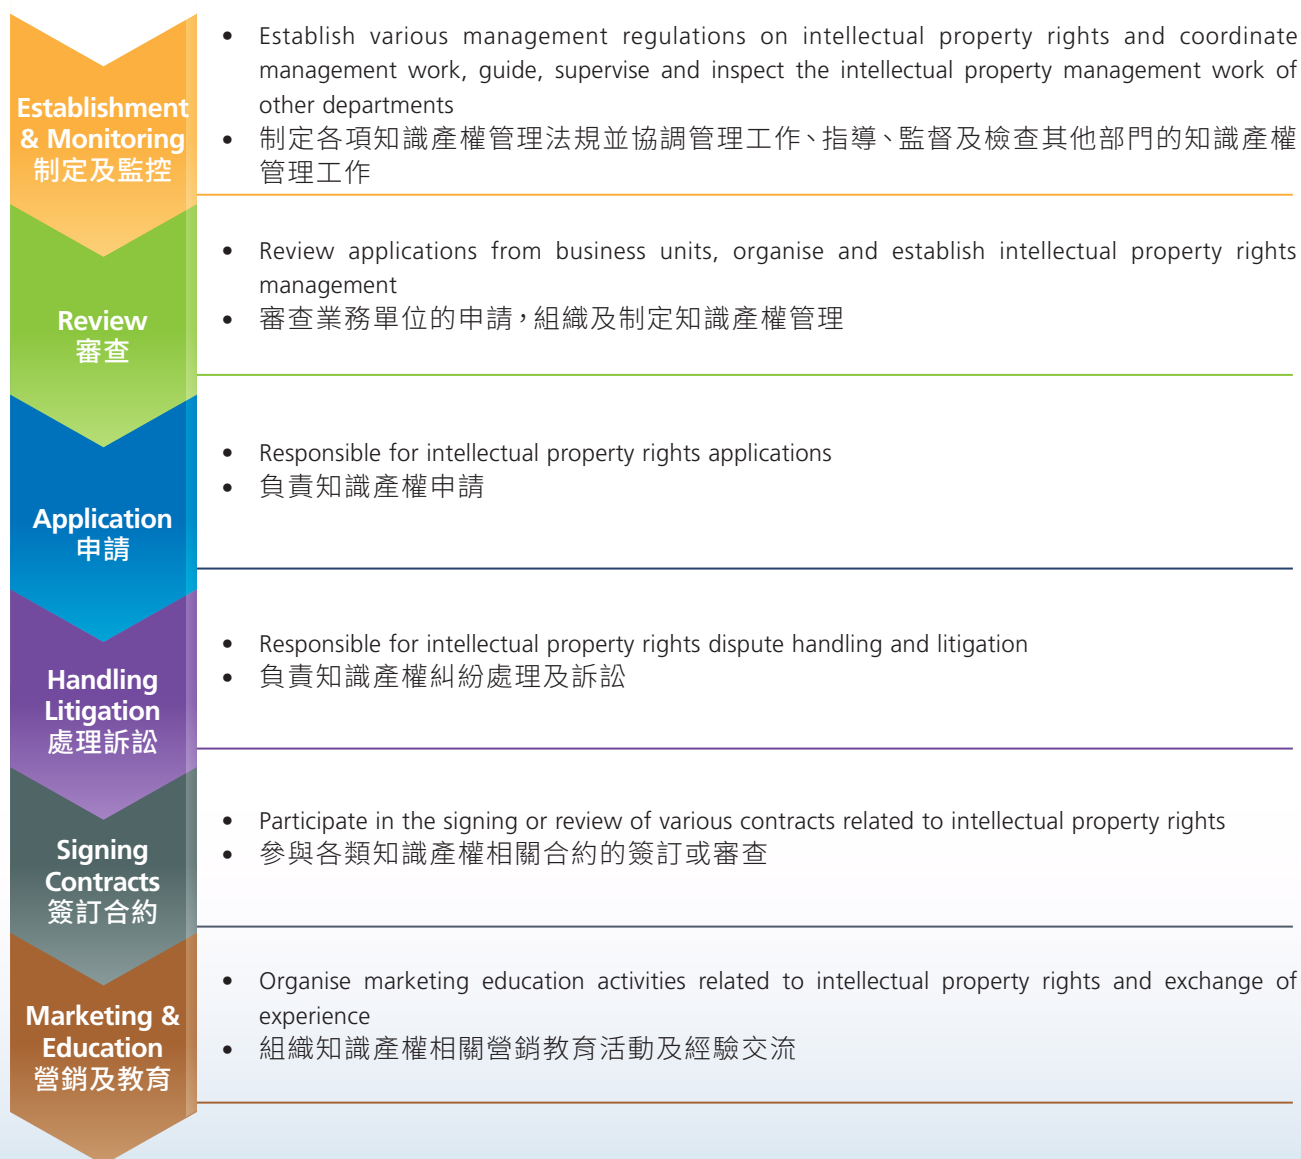 Establishment
& Monitoring
制定及監控
• Establish various management regulations on intellectual property rights and coordinate
management work, guide, supervise and inspect the intellectual property management work of
other departments
• 制定各項知識產權管理法規並協調管理工作、指導、監督及檢查其他部門的知識產權
管理工作
Review
審查
• Review applications from business units, organise and establish intellectual property rights
management
• 審查業務單位的申請，組織及制定知識產權管理
Application
申請
• Responsible for intellectual property rights applications
• 負責知識產權申請
Handling
Litigation
處理訴訟
• Responsible for intellectual property rights dispute handling and litigation
• 負責知識產權糾紛處理及訴訟
Signing
Contracts
簽訂合約
• Participate in the signing or review of various contracts related to intellectual property rights
• 參與各類知識產權相關合約的簽訂或審查
Marketing &
Education
營銷及教育
• Organise marketing education activities related to intellectual property rights and exchange of
experience
• 組織知識產權相關營銷教育活動及經驗交流